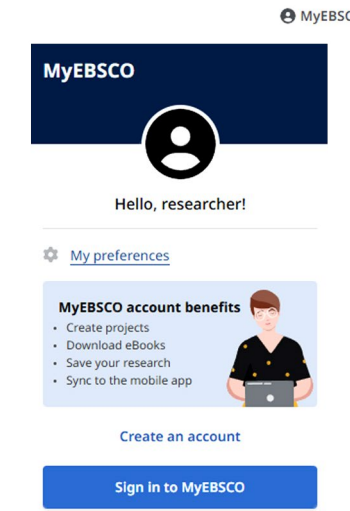 MyEBSCO
Hello, researcher!
My preferences
MyEBSCO account benefits
• Create projects
• Download eBooks
• Save your research
• Sync to the mobile app
Create an account
Sign in to MyEBSCO